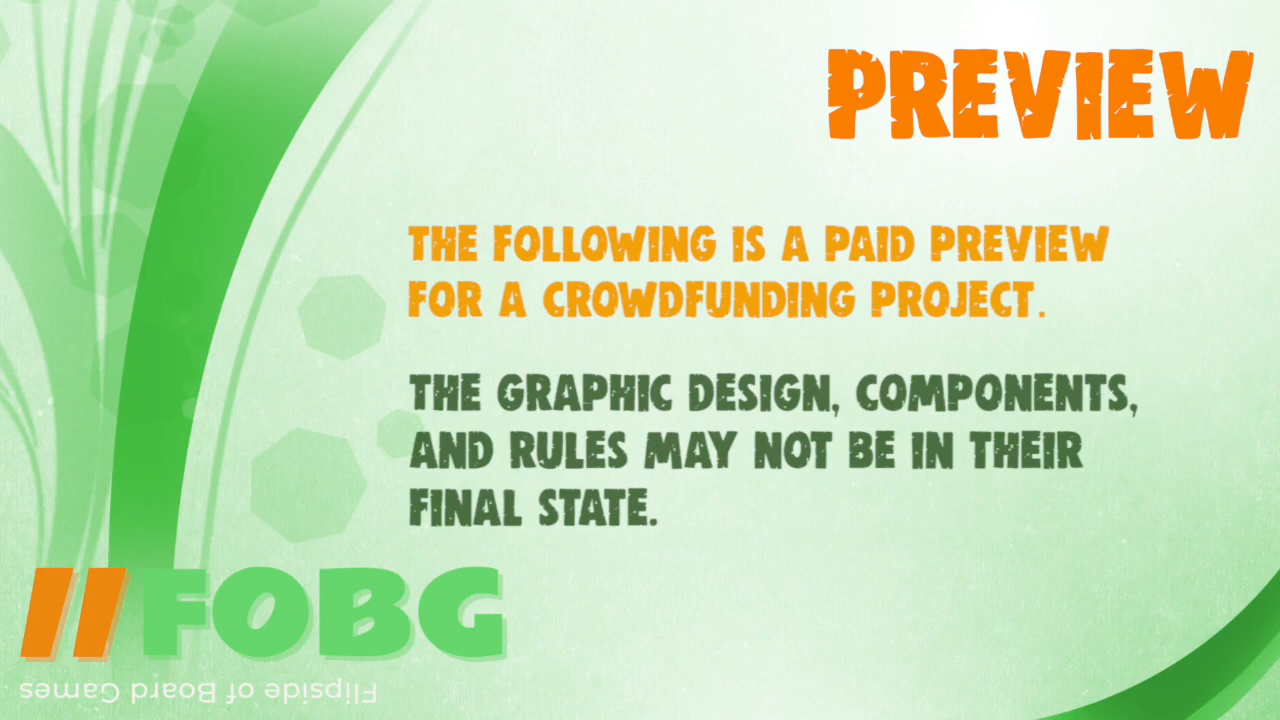 PREVIEW
THE FOLLOWING IS A PAID PREVIEW
FOR A CROWDFUNDING PROJECT.
THE GRAPHIC DESIGN, COMPONENTS,
AND RULES MAY NOT BE IN THEIR
FINAL STATE.
//FOBG
Flipside of Board Games